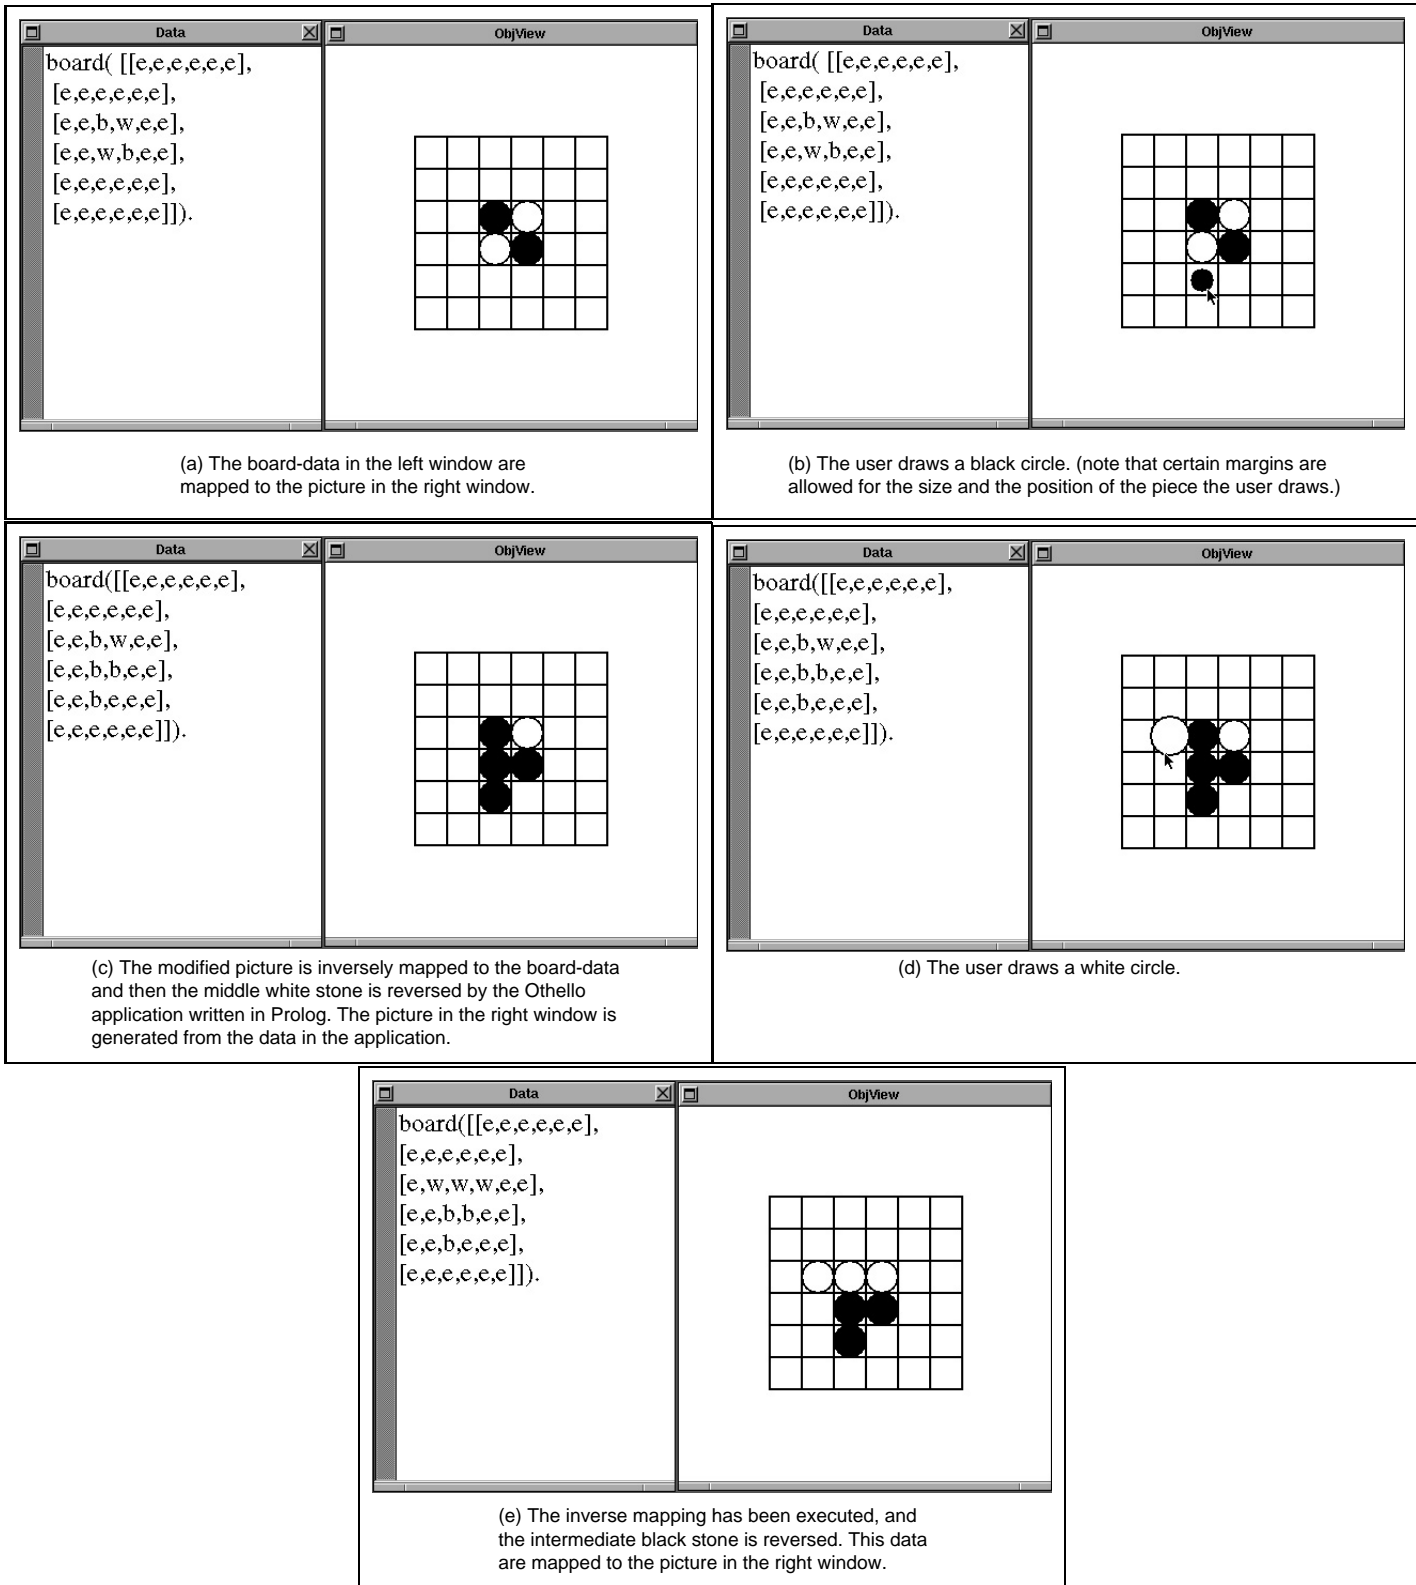 Data
ObjView
board( [[e,e,e,e,e,e],
[e,e,e,e,e,e],
[e,e,b,w,e,e],
[e,e,w,b,e,e],
[e,e,e,e,e,e],
[e,e,e,e,e,e]]).
(a) The board-data in the left window are
mapped to the picture in the right window.
Data
ObjView
board( [[e,e,e,e,e,e],
[e,e,e,e,e,e],
[e,e,b,w,e,e],
[e,e,w,b,e,e],
[e,e,e,e,e,e],
[e,e,e,e,e,e]]).
(b) The user draws a black circle. (note that certain margins are
allowed for the size and the position of the piece the user draws.)
Data
ObjView
board([[e,e,e,e,e,e],
[e,e,e,e,e,e],
[e,e,b,w,e,e],
[e,e,b,b,e,e],
[e,e,b,e,e,e],
[e,e,e,e,e,e]]).
(c) The modified picture is inversely mapped to the board-data
and then the middle white stone is reversed by the Othello
application written in Prolog. The picture in the right window is
generated from the data in the application.
Data
ObjView
board([[e,e,e,e,e,e],
[e,e,e,e,e,e],
[e,e,b,w,e,e],
[e,e,b,b,e,e],
[e,e,b,e,e,e],
[e,e,e,e,e,e]]).
(d) The user draws a white circle.
Data
ObjView
board([[e,e,e,e,e,e],
[e,e,e,e,e,e],
[e,w,w,w,e,e],
[e,e,b,b,e,e],
[e,e,b,e,e,e],
[e,e,e,e,e,e]]).
(e) The inverse mapping has been executed, and
the intermediate black stone is reversed. This data
are mapped to the picture in the right window.